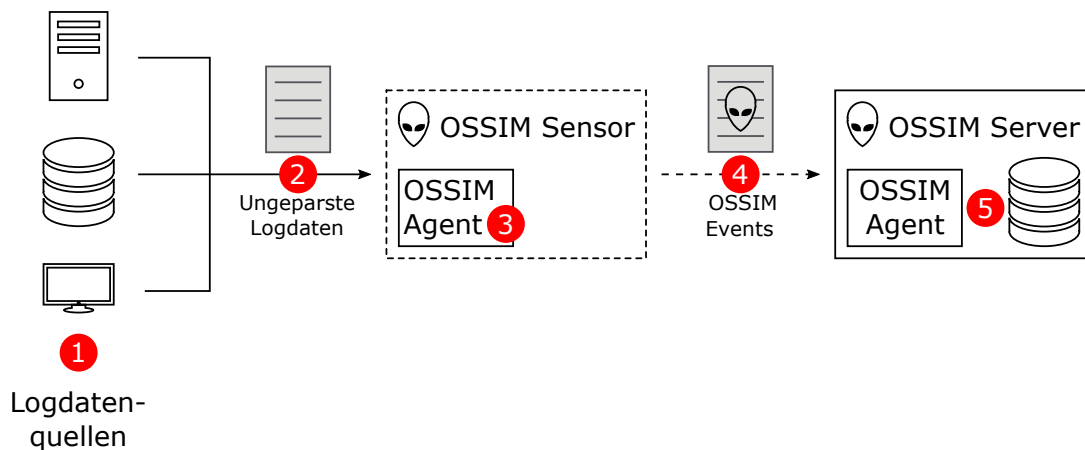 1
Logdaten-
quellen
2
Ungeparste
Logdaten
OSSIM Sensor
OSSIM
Agent
3
4
OSSIM
Events
OSSIM Server
OSSIM
Agent
5